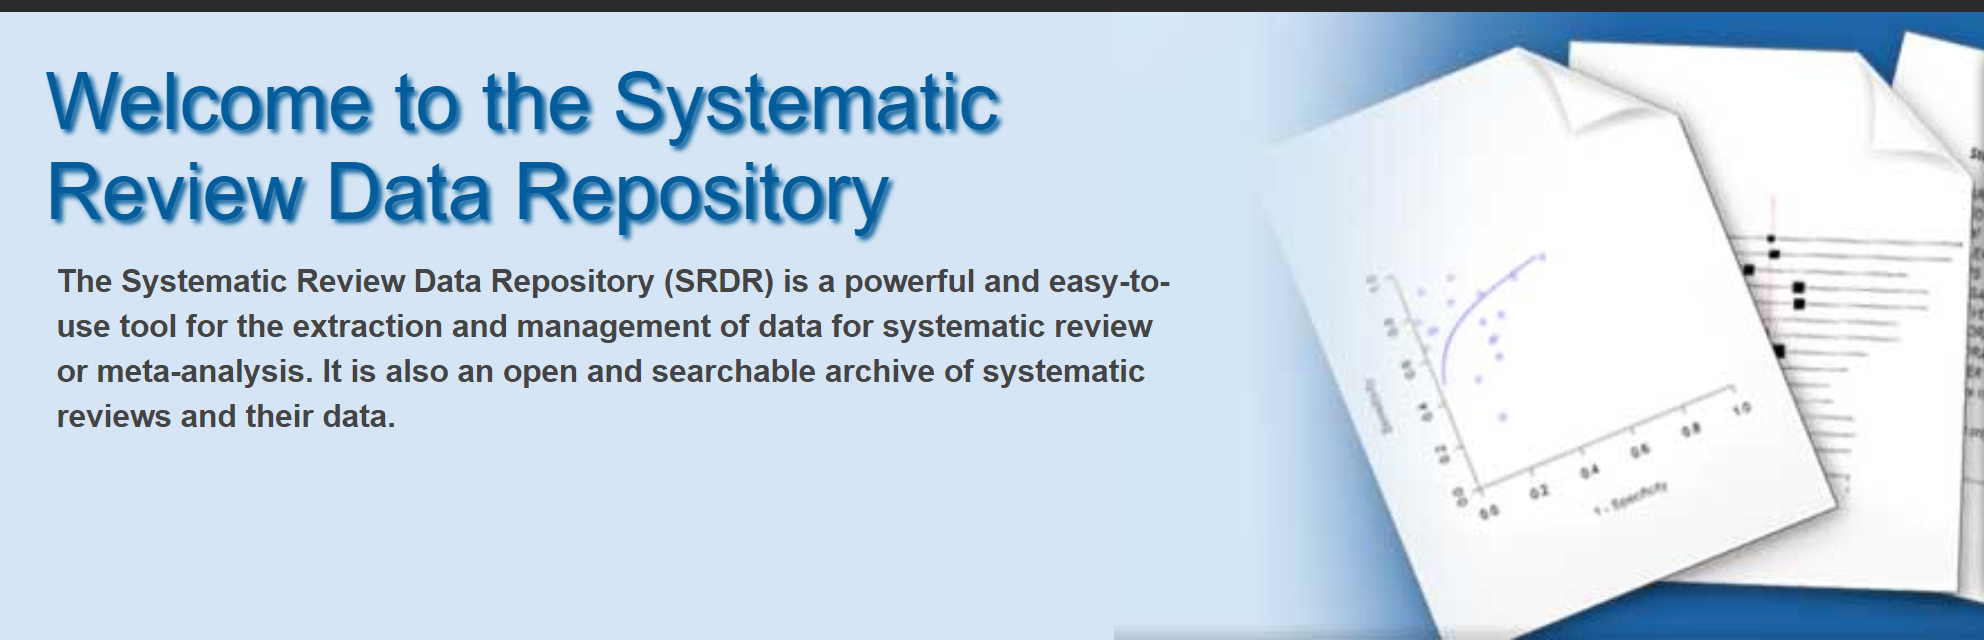 Welcome to the Systematic
Review Data Repository
The Systematic Review Data Repository (SRDR) is a powerful and easy-to-
use tool for the extraction and management of data for systematic review
or meta-analysis. It is also an open and searchable archive of systematic
reviews and their data.
0.8
0.6
0.4
0.2
0.0
0.0 0.2 0.4 0.6 0.8 1.0
1 - Specificity